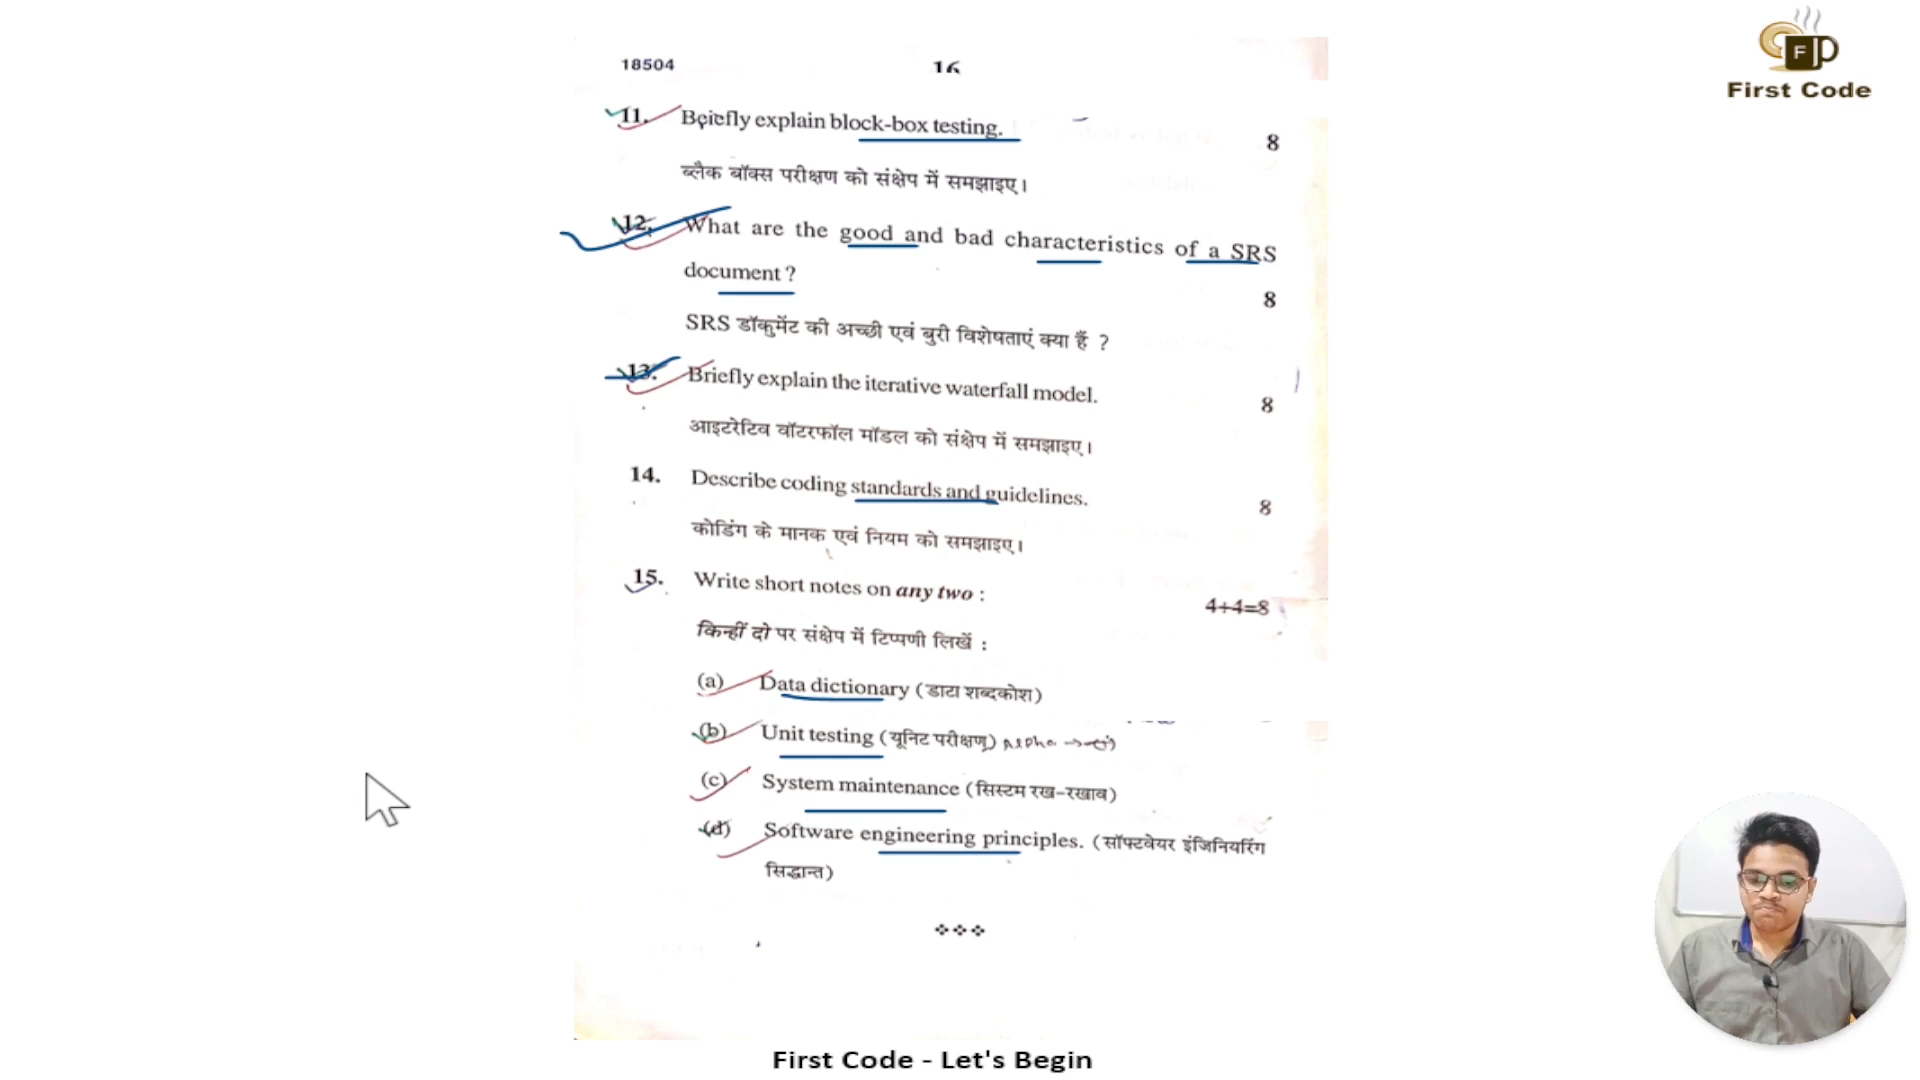 18504
16
11. Beiefly explain block-box testing.
8
ब्लैक बॉक्स परीक्षण को संक्षेप में समझाइए।
12. What are the good and bad characteristics of a SRS
document ?
8
SRS डॉकुमेंट की अच्छी एवं बुरी विशेषताएं क्या हैं ?
13. Briefly explain the iterative waterfall model.
8
आइटरेटिव वॉटरफॉल मॉडल को संक्षेप में समझाइए।
14. Describe coding standards and guidelines.
8
कोडिंग के मानक एवं नियम को समझाइए।
15. Write short notes on any two :
4+4=8
किन्हीं दो पर संक्षेप में टिप्पणी लिखें :
(a) Data dictionary (डाटा शब्दकोश)
(b) Unit testing (यूनिट परीक्षण)
(c) System maintenance (सिस्टम रख-रखाव)
(d) Software engineering principles. (सॉफ्टवेयर इंजिनियरिंग
सिद्धान्त)
F
First Code
First Code - Let's Begin